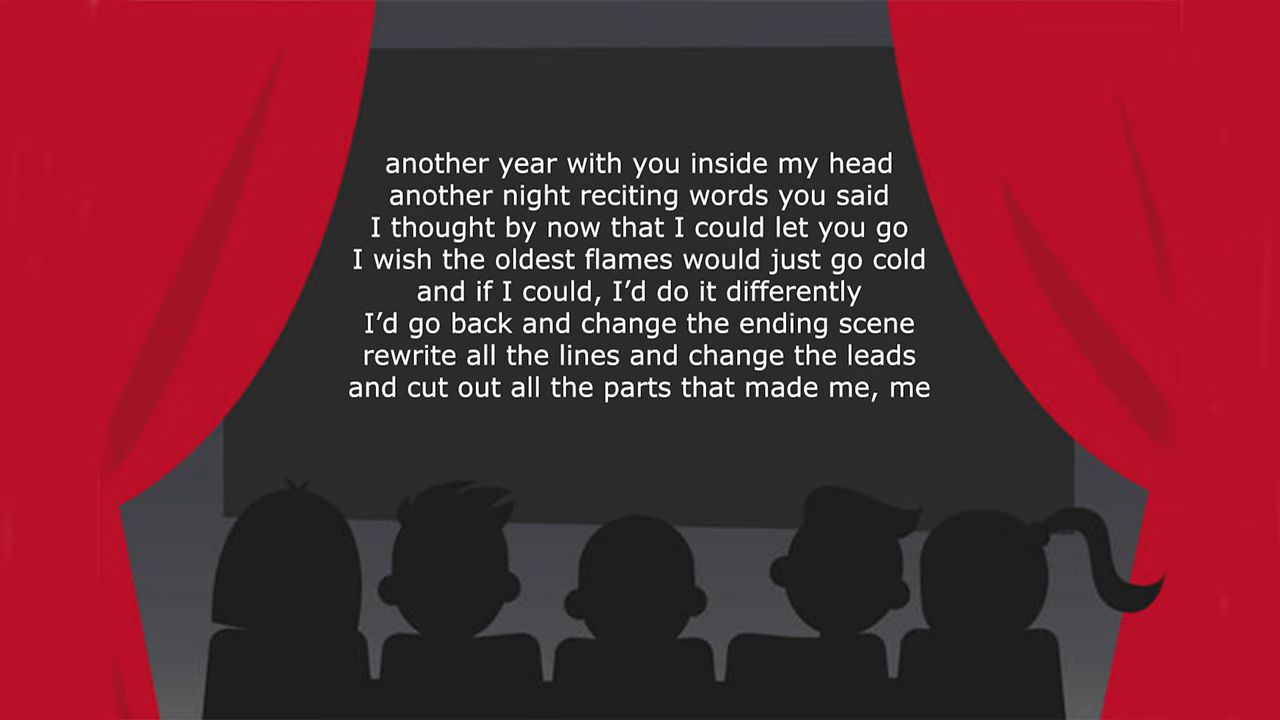 another year with you inside my head
another night reciting words you said
I thought by now that I could let you go
I wish the oldest flames would just go cold
and if I could, I’d do it differently
I’d go back and change the ending scene
rewrite all the lines and change the leads
and cut out all the parts that made me, me